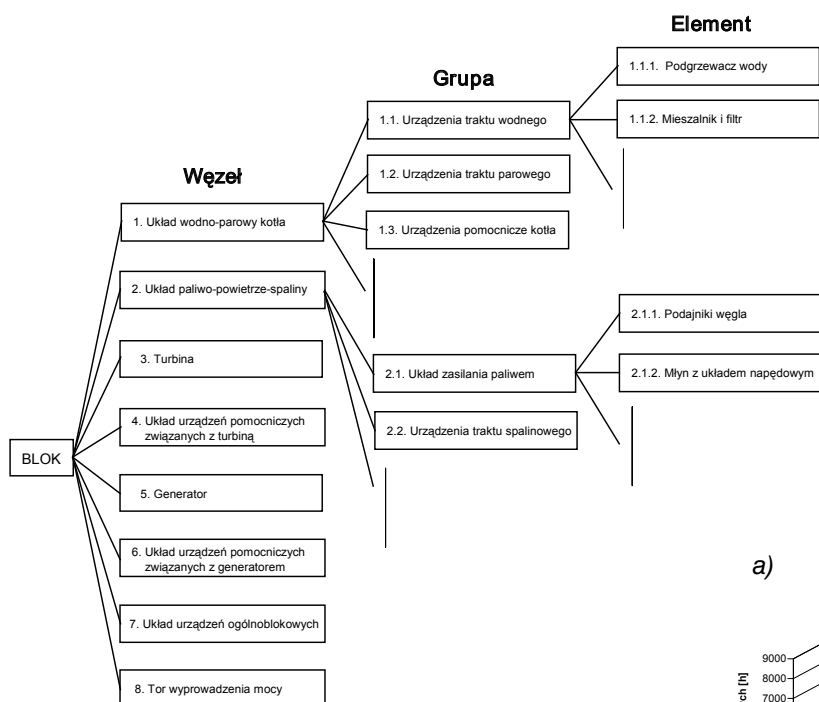 Element
1.1.1. Podgrzewacz wody
Grupa
1.1. Urządzenia traktu wodnego
1.1.2. Mieszalnik i filtr
Węzeł
1.2. Urządzenia traktu parowego
1. Układ wodno-parowy kotła
1.3. Urządzenia pomocnicze kotła
2. Układ paliwo-powietrze-spaliny
2.1.1. Podajniki węgla
3. Turbina
2.1. Układ zasilania paliwem
2.1.2. Młyn z układem napędowym
4. Układ urządzeń pomocniczych
związanych z turbiną
2.2. Urządzenia traktu spalinowego
BLOK
5. Generator
6. Układ urządzeń pomocniczych
związanych z generatorem
a)
7. Układ urządzeń ogólnoblokowych
8. Tor wyprowadzenia mocy
9000
8000
7000
ch [h]